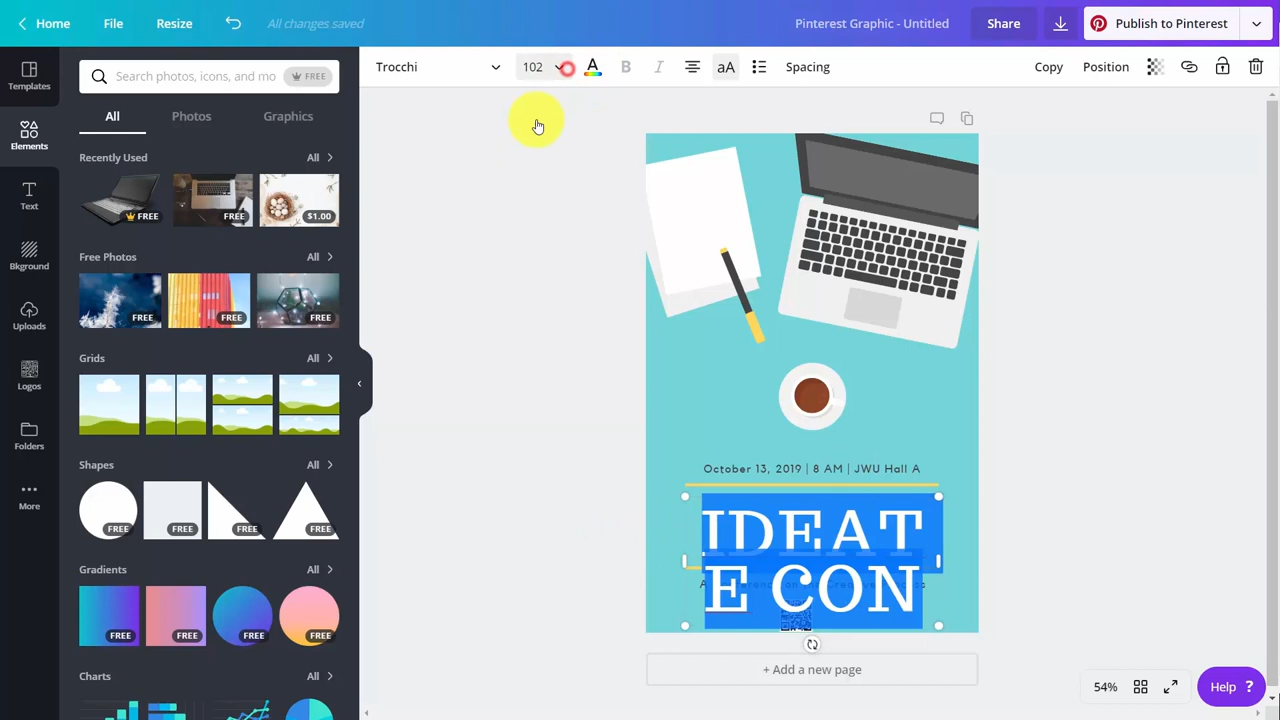 Home
File
Resize
All changes saved
Pinterest Graphic - Untitled
Share
Publish to Pinterest
Templates
Elements
Text
Bkground
Uploads
Logos
Folders
More
Search photos, icons, and mo
FREE
All
Photos
Graphics
Recently Used
All
FREE
FREE
$1.00
Free Photos
All
FREE
FREE
FREE
Grids
All
Shapes
All
FREE
FREE
FREE
FREE
Gradients
All
FREE
FREE
FREE
FREE
Charts
All
Trocchi
102
A
B
I
aA
Spacing
Copy
Position
October 13, 2019 | 8 AM | JWU Hall A
IDEAT
E CON
+ Add a new page
54%
Help ?